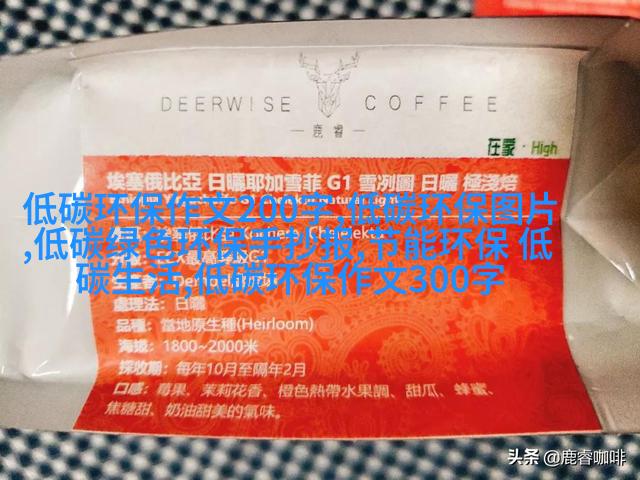 DEERWISE COFFEE
鹿睿
在蒙·High
埃塞俄比亞 日曬耶加雪菲 G1 雪冽圖 日曬 極淺焙
低碳环保作文200字,低碳环保图片
,低碳绿色环保手抄报,节能环保 低
碳生活,低碳环保作文300字
處理法：日曬
品種：當地原生種(Heirloom)
海拔：1800~2000米
採收期：每年10月至隔年2月
口感：莓果、茉莉花香、橙色熱帶水果調、甜瓜、蜂蜜、
焦糖甜、奶油甜美的氣味。
头条 @鹿睿咖啡